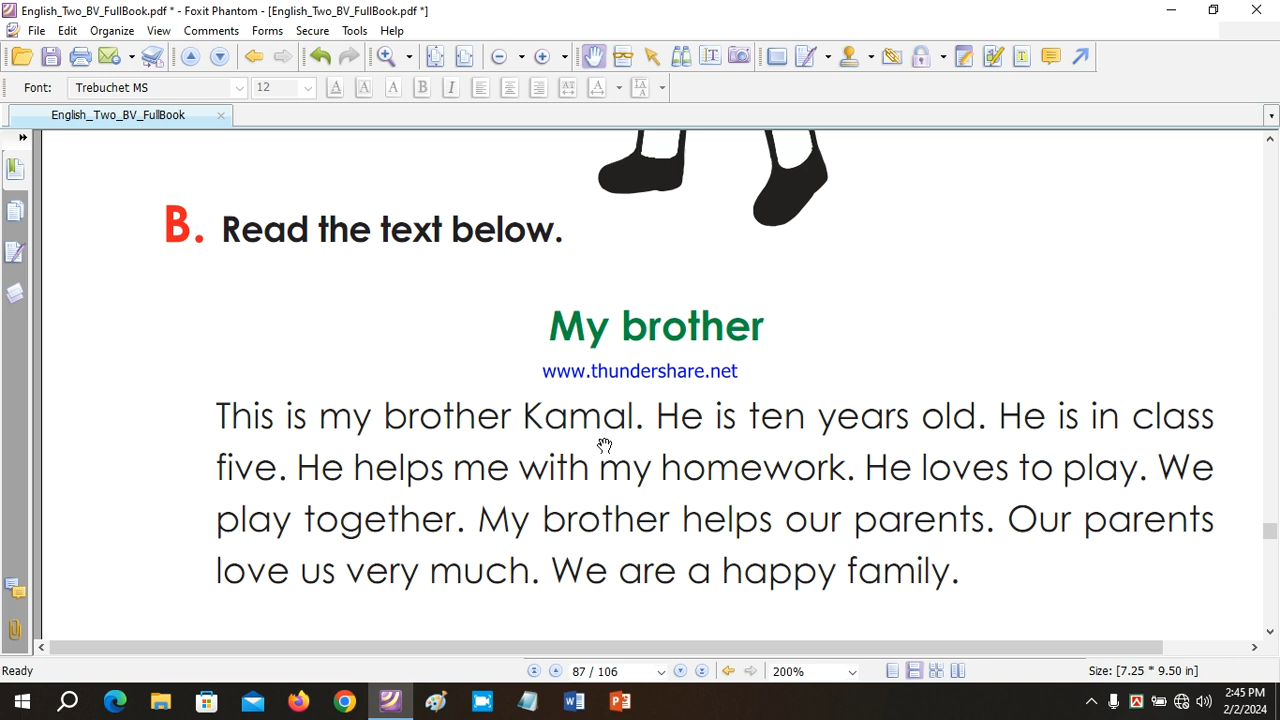 English_Two_BV_FullBook.pdf * - Foxit Phantom - [English_Two_BV_FullBook.pdf *]
File Edit Organize View Comments Forms Secure Tools Help
Font: Trebuchet MS 12
English_Two_BV_FullBook
B. Read the text below.
My brother
www.thundershare.net
This is my brother Kamal. He is ten years old. He is in class
five. He helps me with my homework. He loves to play. We
play together. My brother helps our parents. Our parents
love us very much. We are a happy family.
Ready 87 / 106 200% Size: [7.25 * 9.50 in]
2:45 PM
2/2/2024